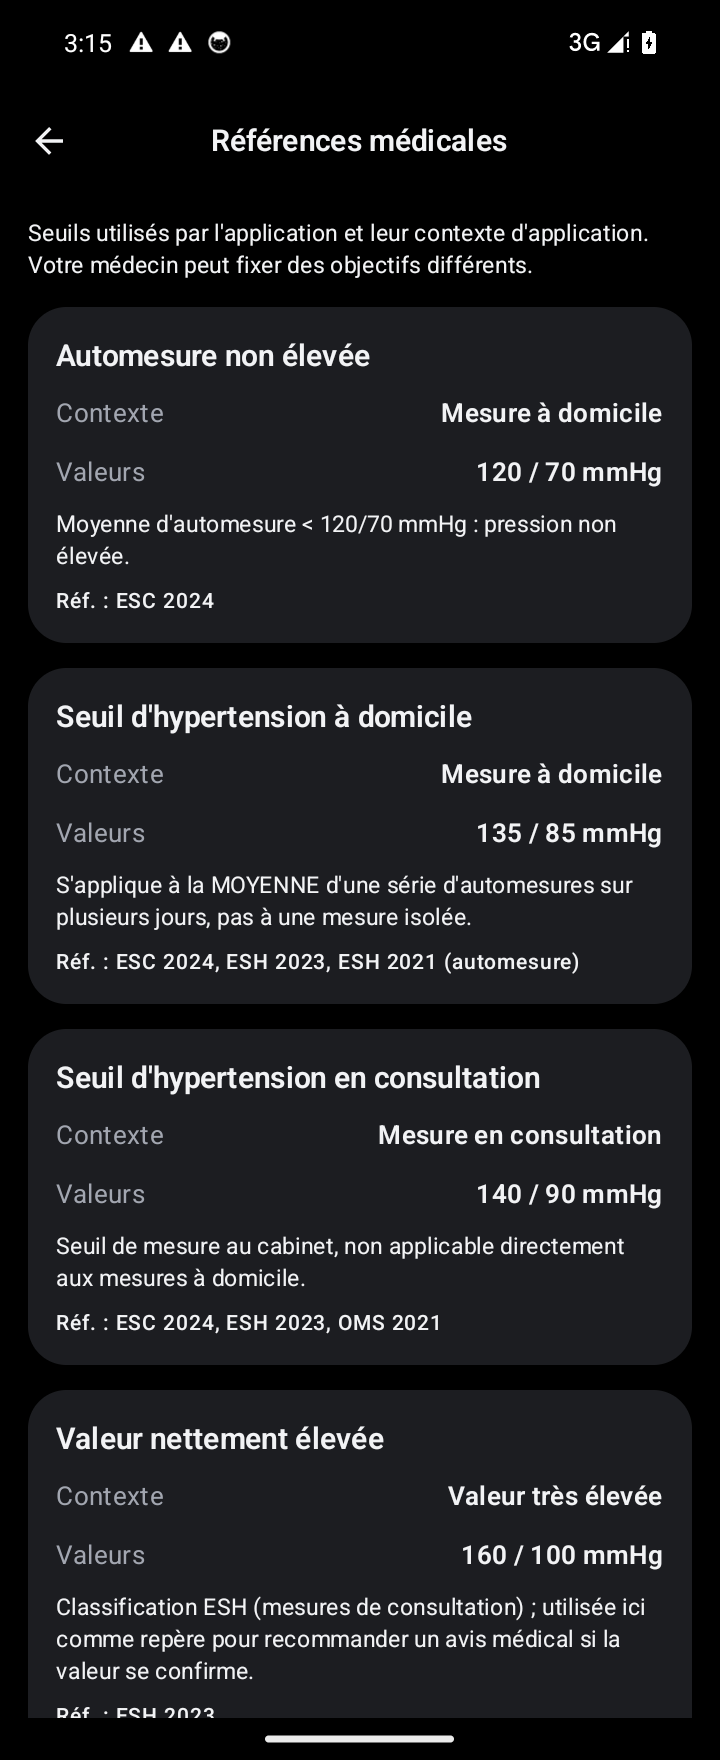 3:15
3G
Références médicales
Seuils utilisés par l'application et leur contexte d'application.
Votre médecin peut fixer des objectifs différents.
Automesure non élevée
Contexte Mesure à domicile
Valeurs 120 / 70 mmHg
Moyenne d'automesure < 120/70 mmHg : pression non
élevée.
Réf. : ESC 2024
Seuil d'hypertension à domicile
Contexte Mesure à domicile
Valeurs 135 / 85 mmHg
S'applique à la MOYENNE d'une série d'automesures sur
plusieurs jours, pas à une mesure isolée.
Réf. : ESC 2024, ESH 2023, ESH 2021 (automesure)
Seuil d'hypertension en consultation
Contexte Mesure en consultation
Valeurs 140 / 90 mmHg
Seuil de mesure au cabinet, non applicable directement
aux mesures à domicile.
Réf. : ESC 2024, ESH 2023, OMS 2021
Valeur nettement élevée
Contexte Valeur très élevée
Valeurs 160 / 100 mmHg
Classification ESH (mesures de consultation) ; utilisée ici
comme repère pour recommander un avis médical si la
valeur se confirme.
Réf. : ESH 2023